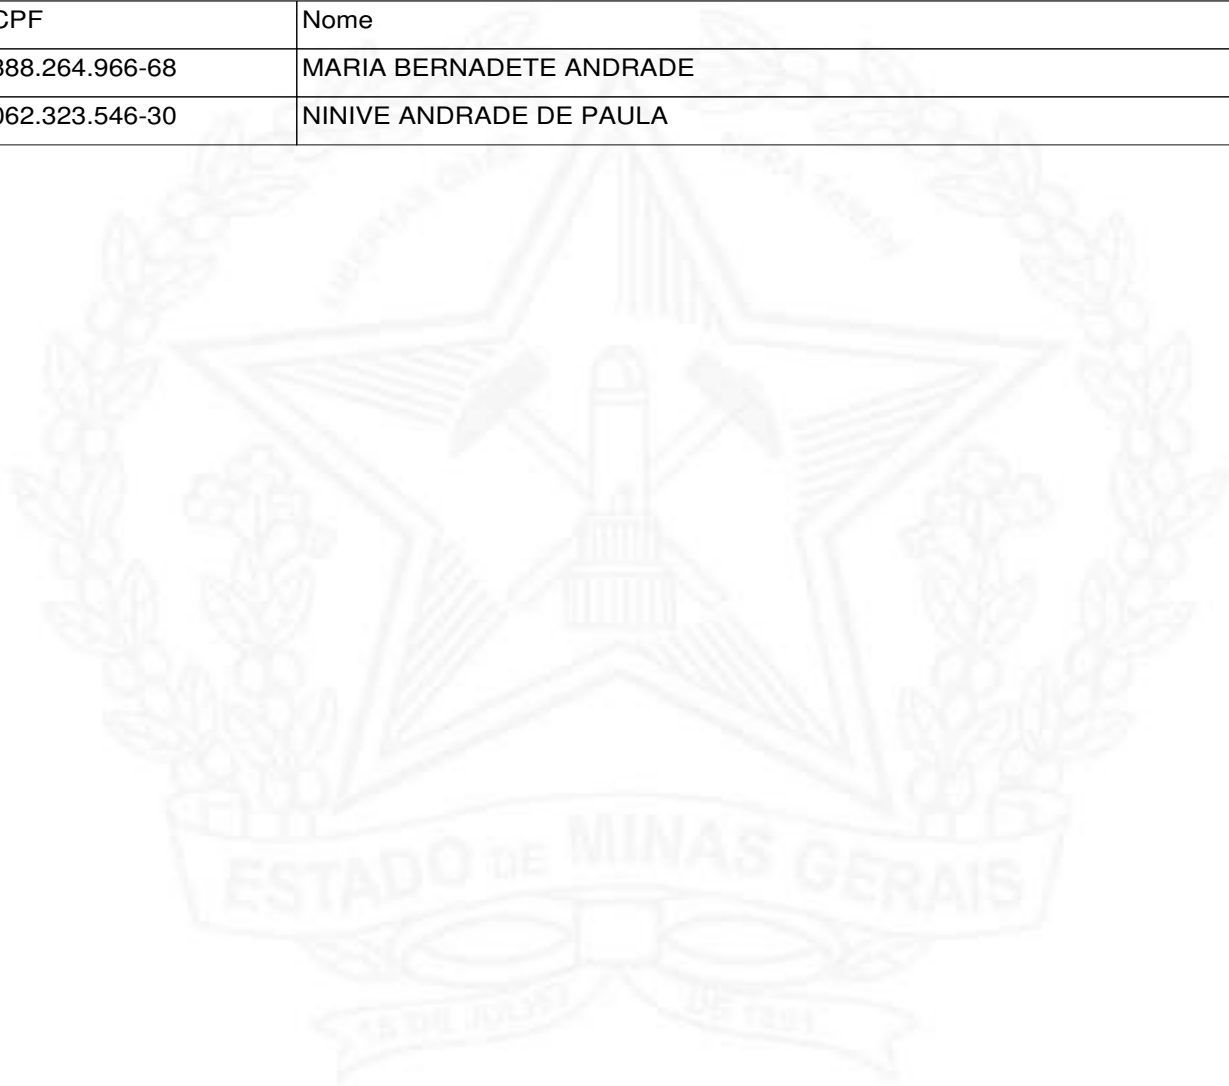 CPF Nome
388.264.966-68 MARIA BERNADETE ANDRADE
062.323.546-30 NINIVE ANDRADE DE PAULA
ESTADO DE MINAS GERAIS